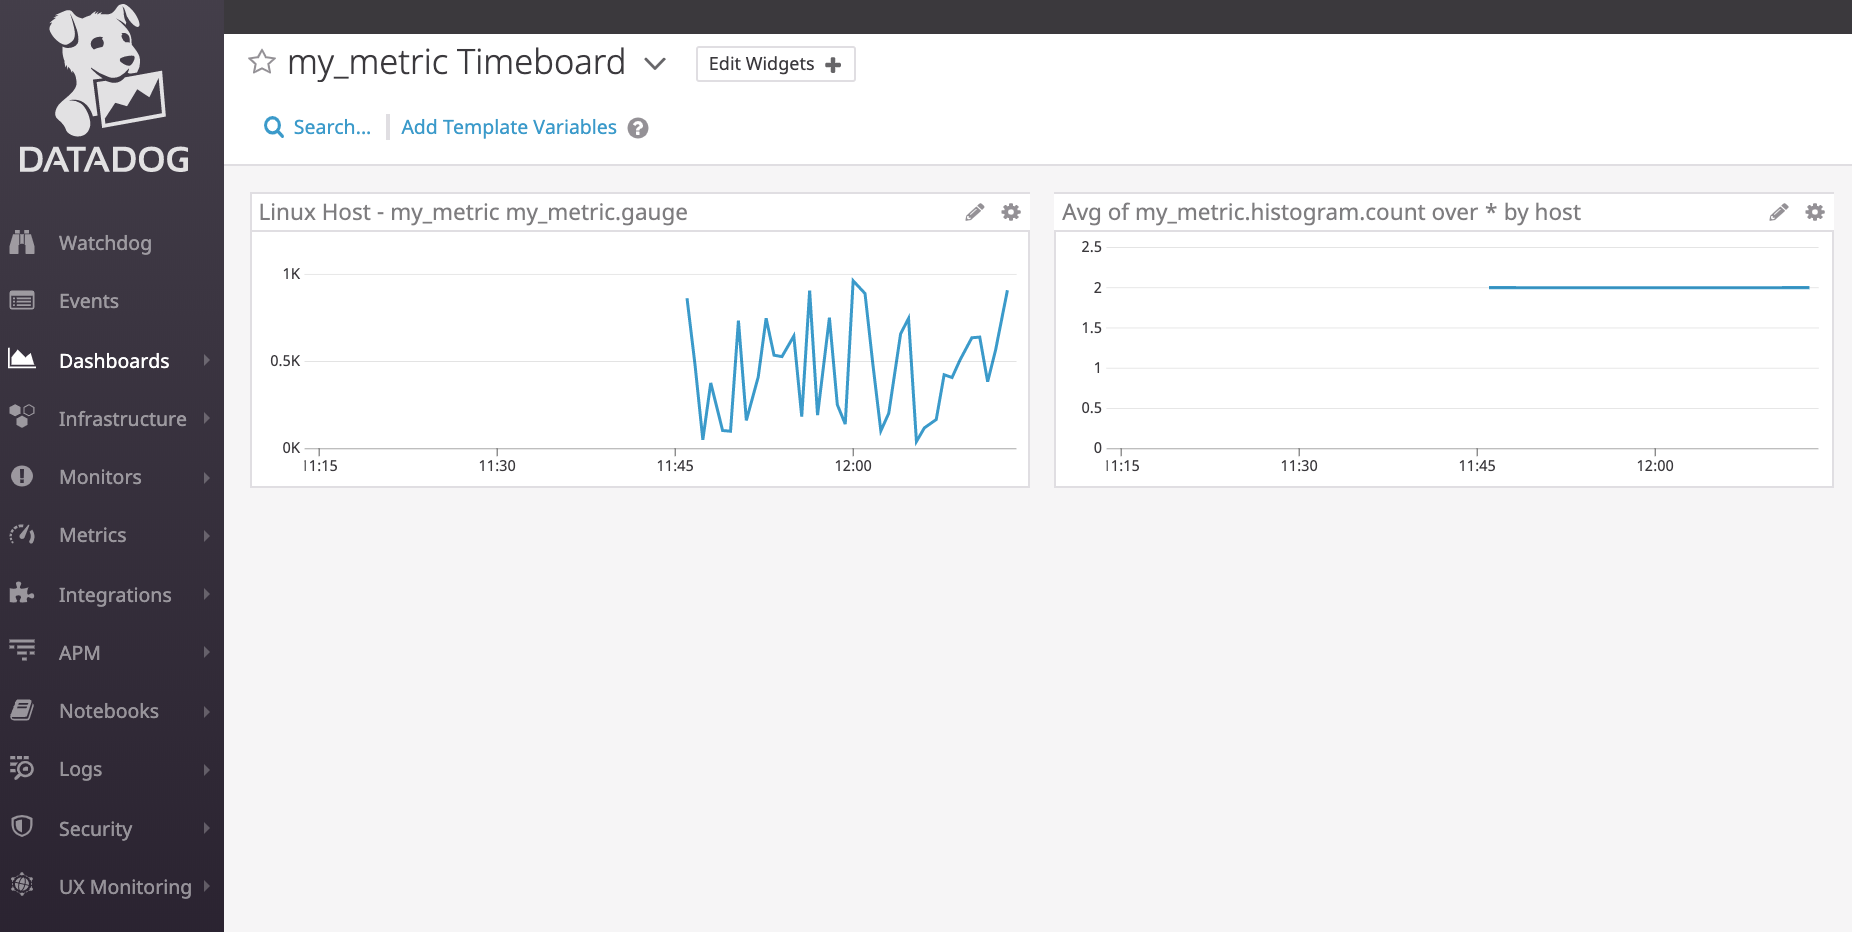 DATADOG
Watchdog
Events
Dashboards
Infrastructure
Monitors
Metrics
Integrations
APM
Notebooks
Logs
Security
UX Monitoring
my_metric Timeboard
Edit Widgets +
Search...
Add Template Variables ?
Linux Host - my_metric my_metric.gauge
1K
0.5K
0K
11:15 11:30 11:45 12:00
Avg of my_metric.histogram.count over * by host
2.5
2
1.5
1
0.5
0
11:15 11:30 11:45 12:00